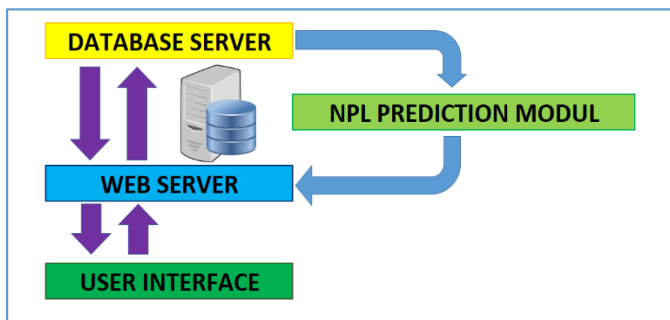 DATABASE SERVER
NPL PREDICTION MODUL
WEB SERVER
USER INTERFACE